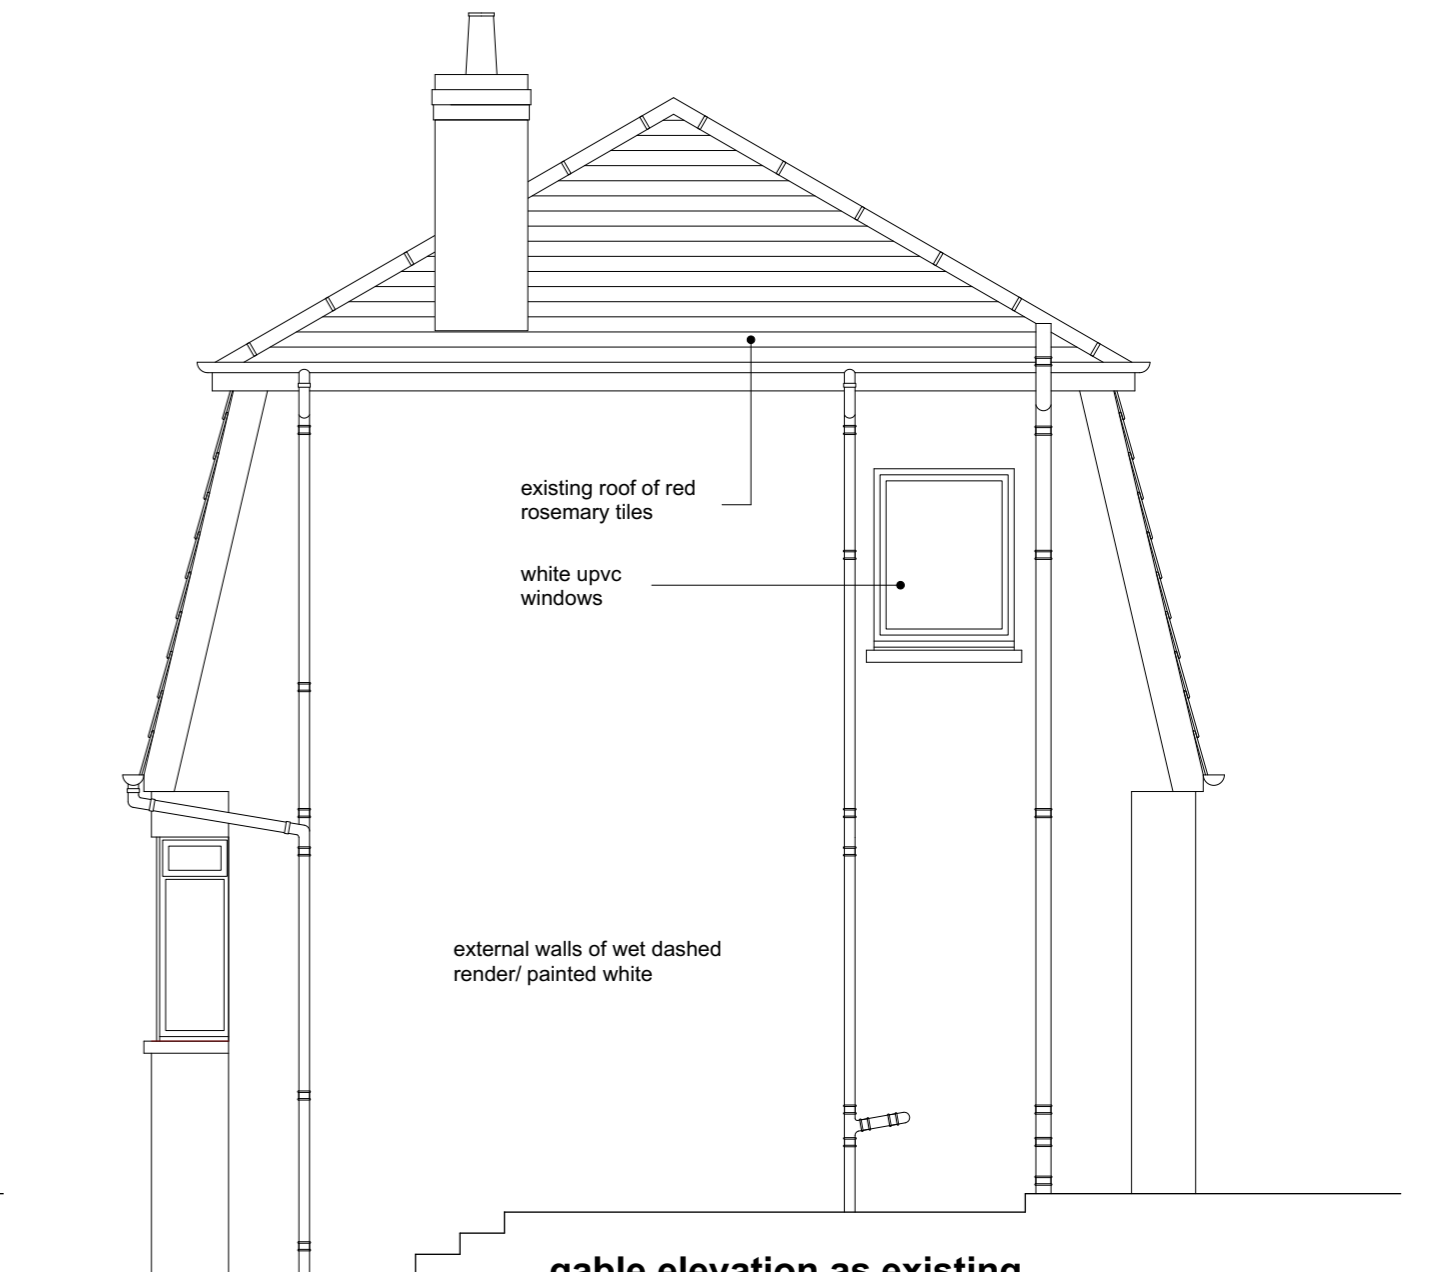 existing roof of red
rosemary tiles
white upvc
windows
external walls of wet dashed
render/ painted white
gable elevation as existing